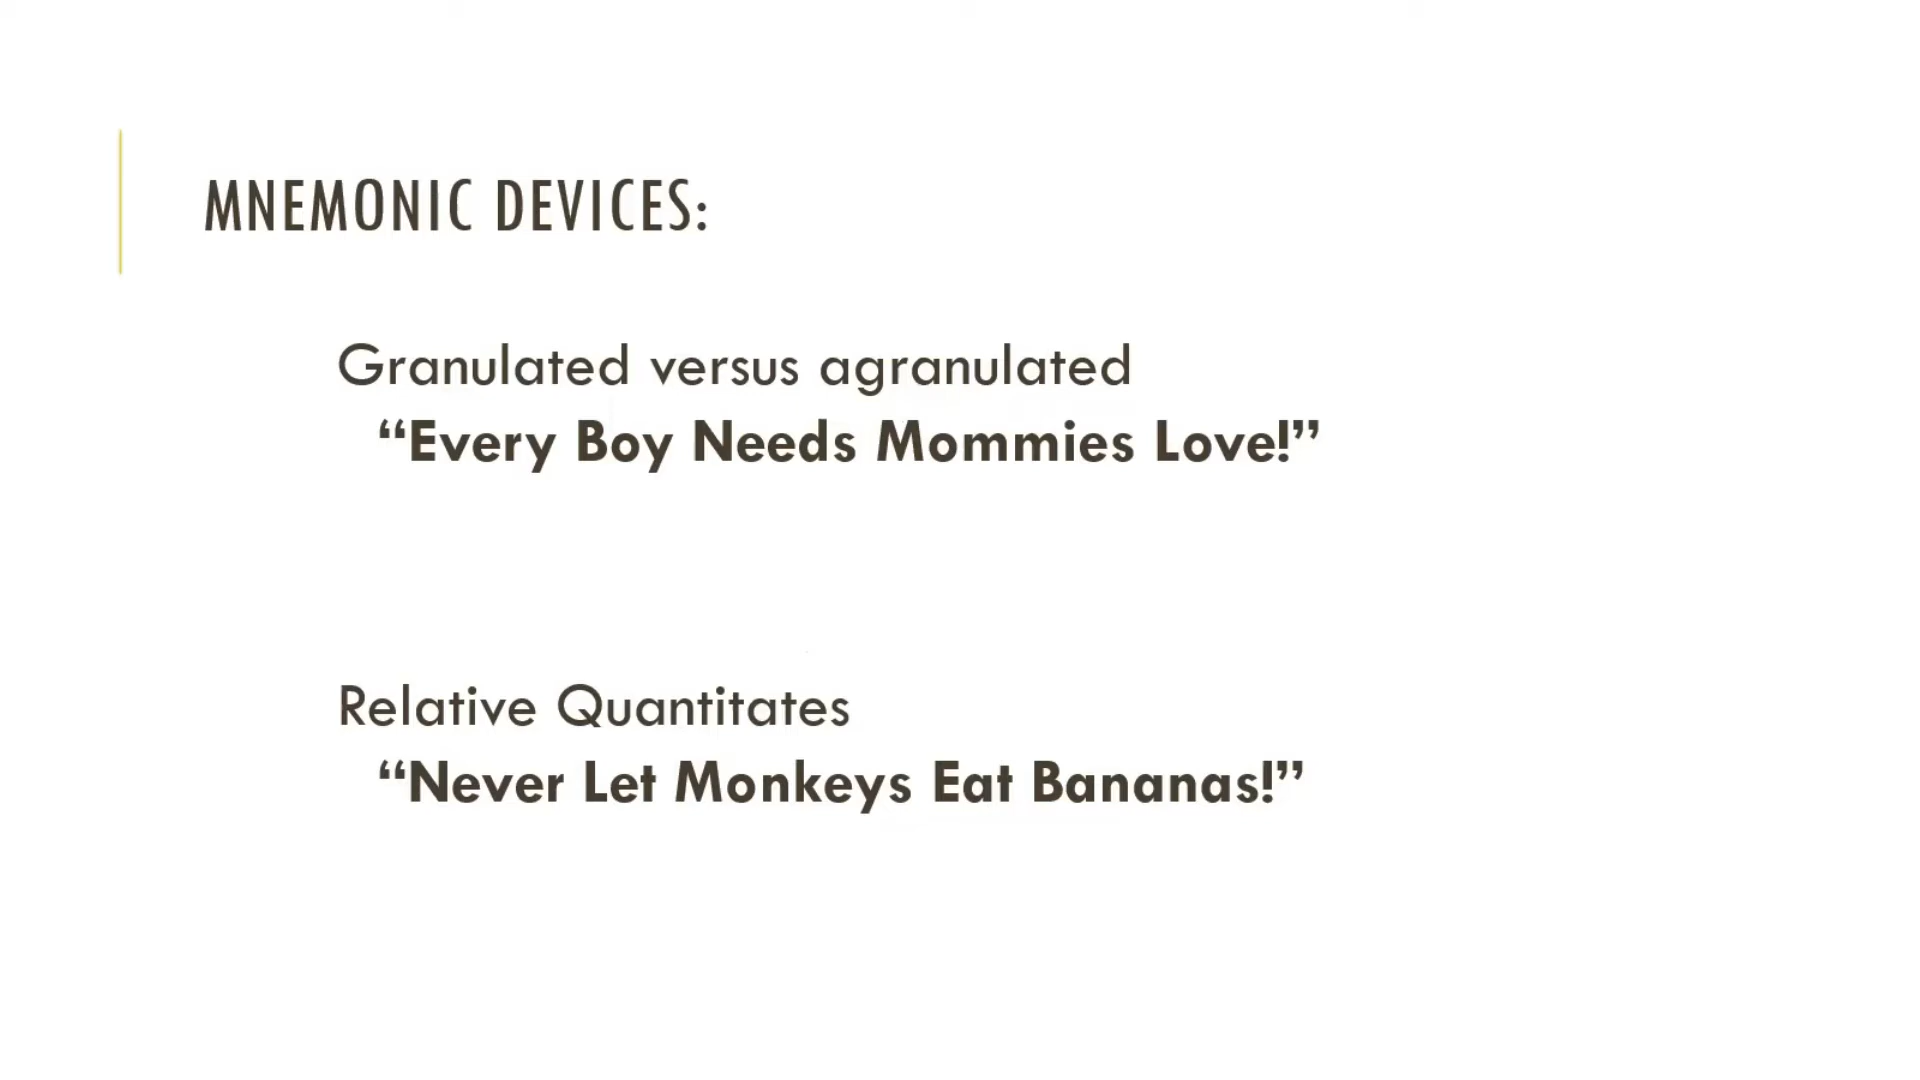 MNEMONIC DEVICES:
Granulated versus agranulated
“Every Boy Needs Mommies Love!”
Relative Quantitates
“Never Let Monkeys Eat Bananas!”